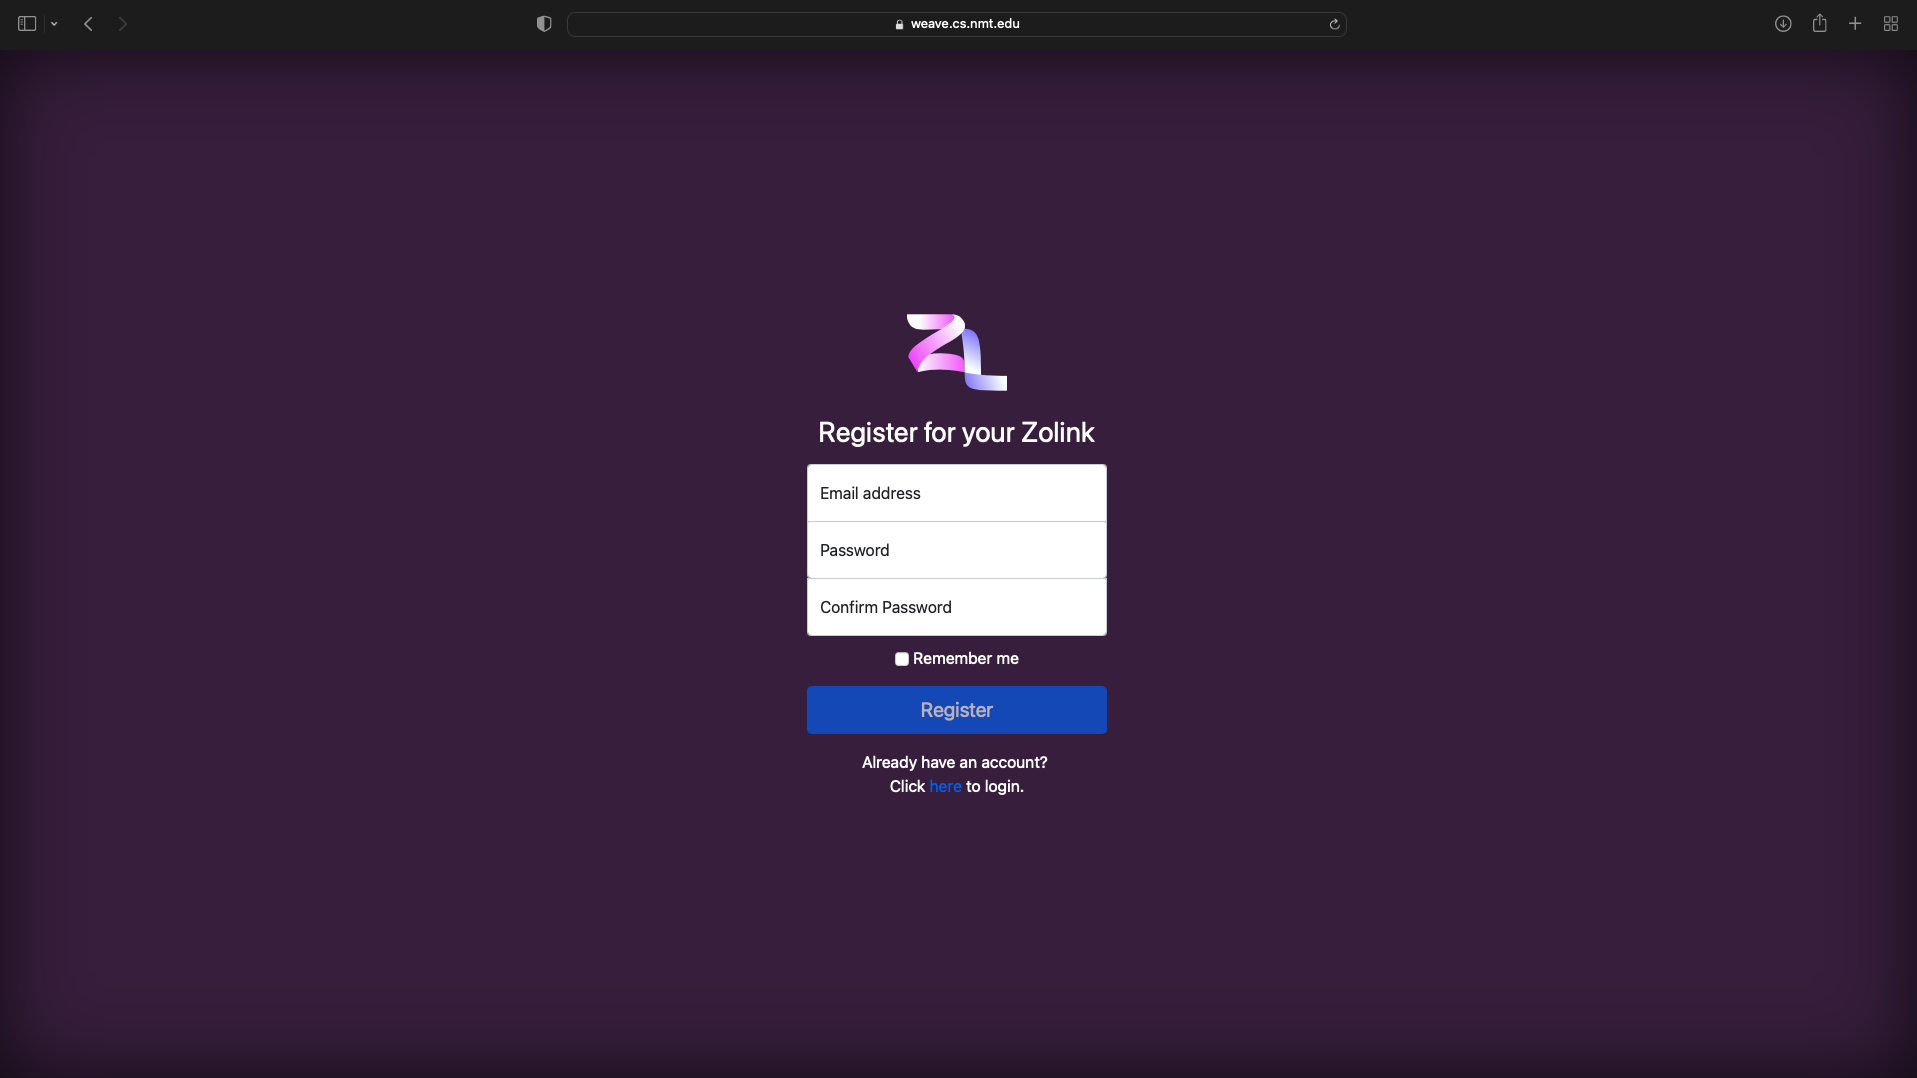 weave.cs.nmt.edu
ZL
Register for your Zolink
Email address
Password
Confirm Password
Remember me
Register
Already have an account?
Click here to login.